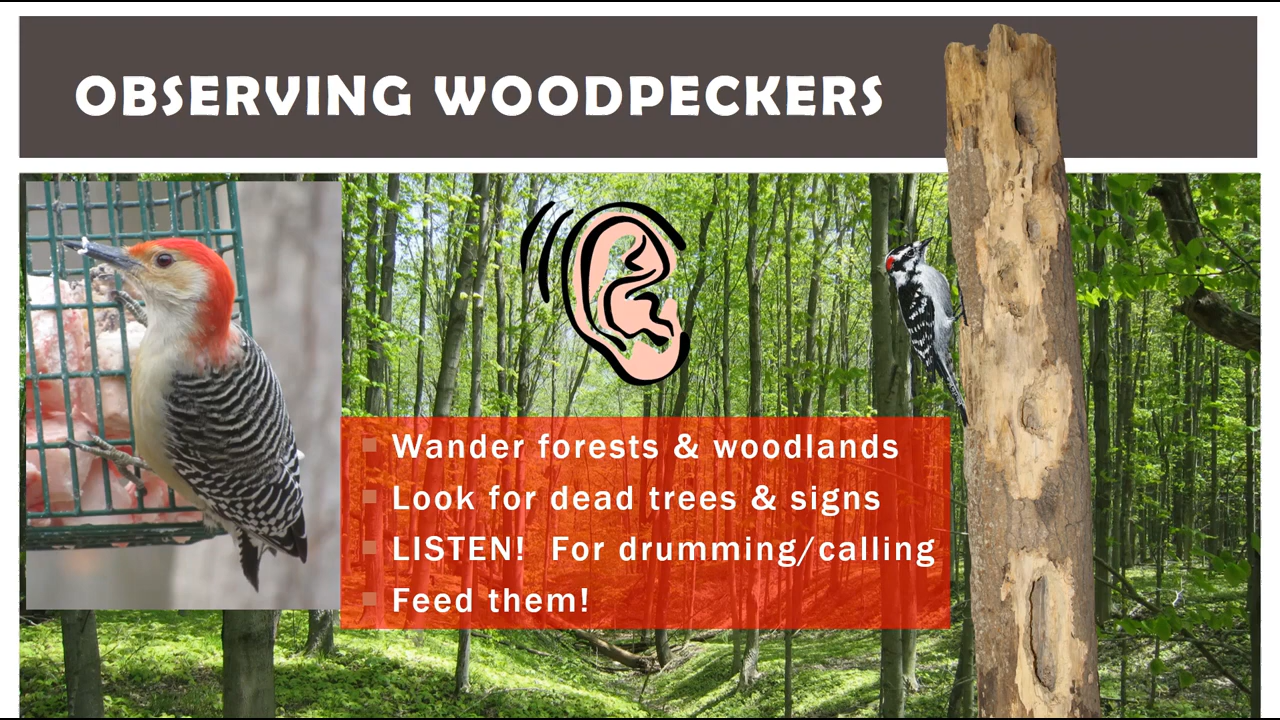 OBSERVING WOODPECKERS
Wander forests & woodlands
Look for dead trees & signs
LISTEN! For drumming/calling
Feed them!